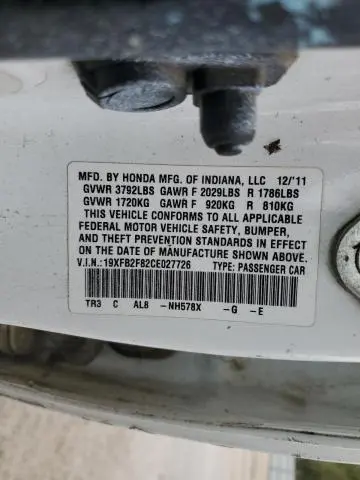 MFD. BY HONDA MFG. OF INDIANA, LLC 12/'11
GVWR 3792LBS GAWR F 2029LBS R 1786LBS
GVWR 1720KG GAWR F 920KG R 810KG
THIS VEHICLE CONFORMS TO ALL APPLICABLE
FEDERAL MOTOR VEHICLE SAFETY, BUMPER,
AND THEFT PREVENTION STANDARDS IN EFFECT
ON THE DATE OF MANUFACTURE SHOWN ABOVE.
V.I.N.: 19XFB2F82CE027726 TYPE: PASSENGER CAR
TR3 C AL8 -NH578X -G -E